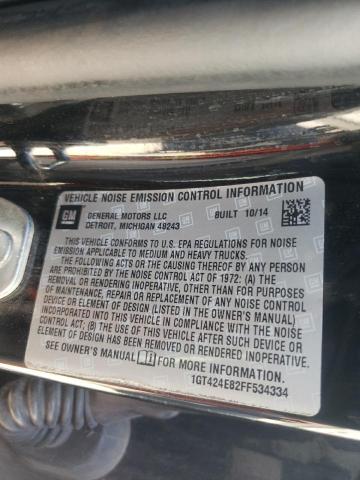 VEHICLE NOISE EMISSION CONTROL INFORMATION
GM GENERAL MOTORS LLC BUILT 10/14
DETROIT, MICHIGAN 48243
THIS VEHICLE CONFORMS TO U.S. EPA REGULATIONS FOR NOISE
EMISSION APPLICABLE TO MEDIUM AND HEAVY TRUCKS.
THE FOLLOWING ACTS OR THE CAUSING THEREOF BY ANY PERSON
ARE PROHIBITED BY THE NOISE CONTROL ACT OF 1972: (A) THE
REMOVAL OR RENDERING INOPERATIVE, OTHER THAN FOR PURPOSES
OF MAINTENANCE, REPAIR OR REPLACEMENT OF ANY NOISE CONTROL
DEVICE OR ELEMENT OF DESIGN (LISTED IN THE OWNER'S MANUAL)
INCORPORATED INTO THIS VEHICLE IN COMPLIANCE WITH THE NOISE
CONTROL ACT; (B) THE USE OF THIS VEHICLE AFTER SUCH DEVICE
OR ELEMENT OF DESIGN HAS BEEN REMOVED OR RENDERED INOPERATIVE.
SEE OWNER'S MANUAL FOR MORE INFORMATION.
1GT424E82FF534334